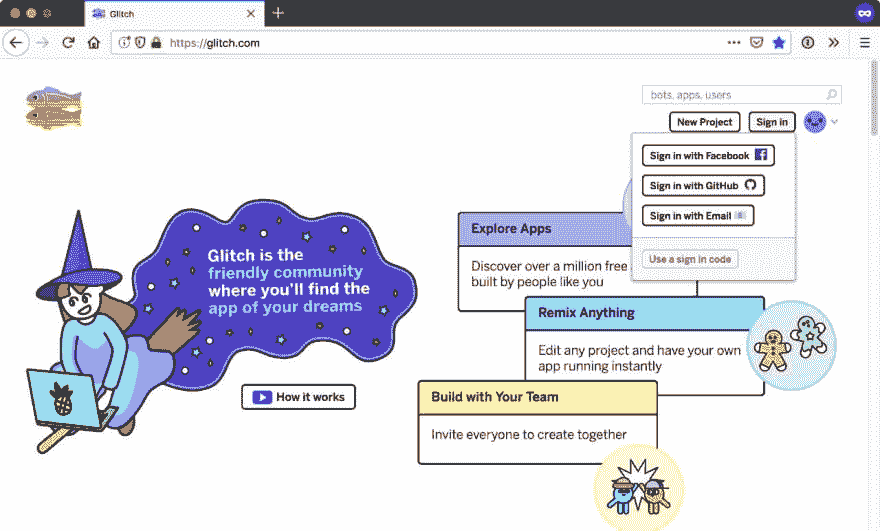 Glitch
https://glitch.com
bots, apps, users
New Project
Sign in
Sign in with Facebook
Sign in with GitHub
Sign in with Email
Use a sign in code
Glitch is the
friendly community
where you'll find the
app of your dreams
How it works
Explore Apps
Discover over a million free
built by people like you
Remix Anything
Edit any project and have your own
app running instantly
Build with Your Team
Invite everyone to create together